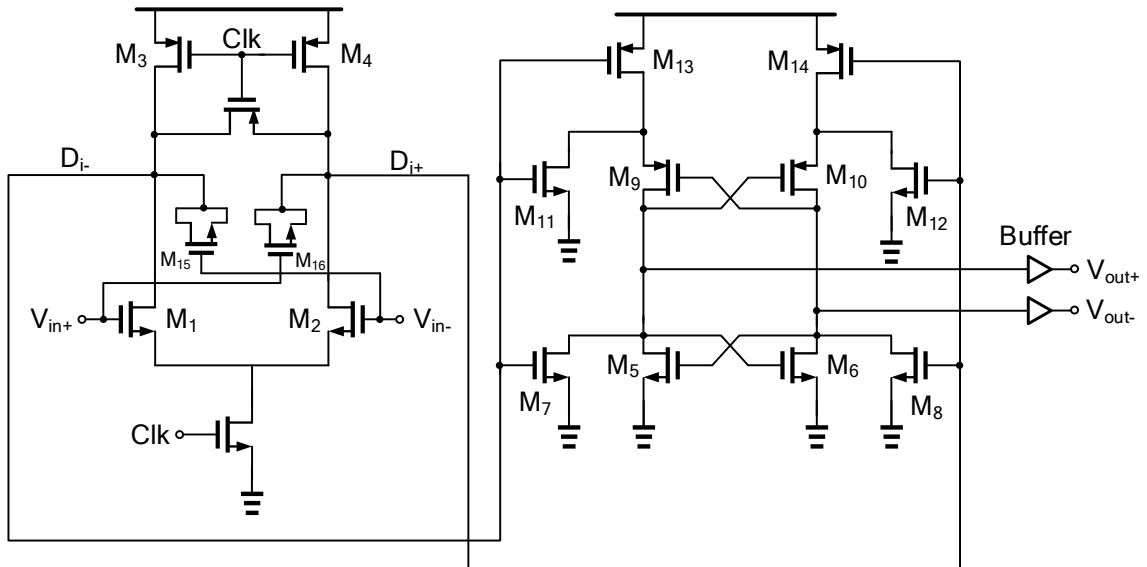 Clk
M3
M4
M13
M14
Di-
Di+
M9
M10
M11
M12
M15
M16
Buffer
Vout+
Vin+
M1
M2
Vin-
Vout-
M5
M6
M7
M8
Clk